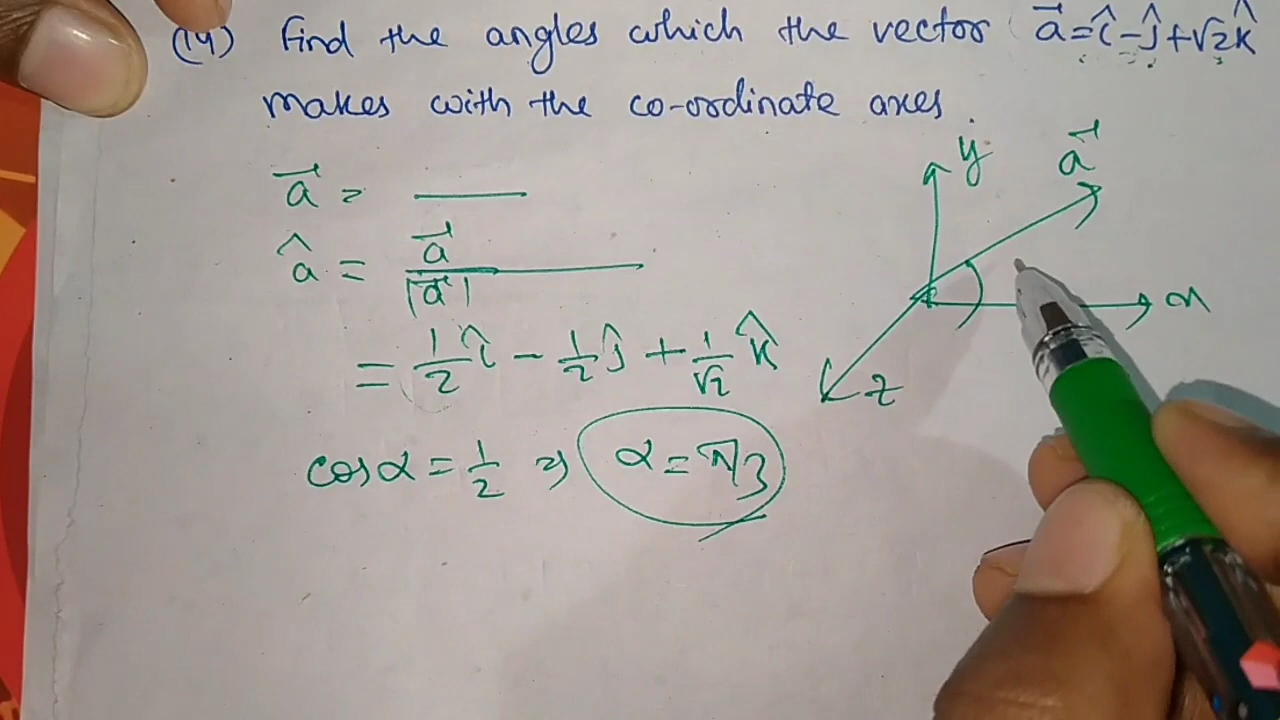 (14) Find the angles which the vector a⃗=î-ĵ+√2k̂
makes with the co-ordinate axes.
a⃗ = ———
â = a⃗/|a⃗|
= 1/2 î - 1/2 ĵ + 1/√2 k̂
cosα = 1/2 ⇒ α = π/3
y
a⃗
x
z